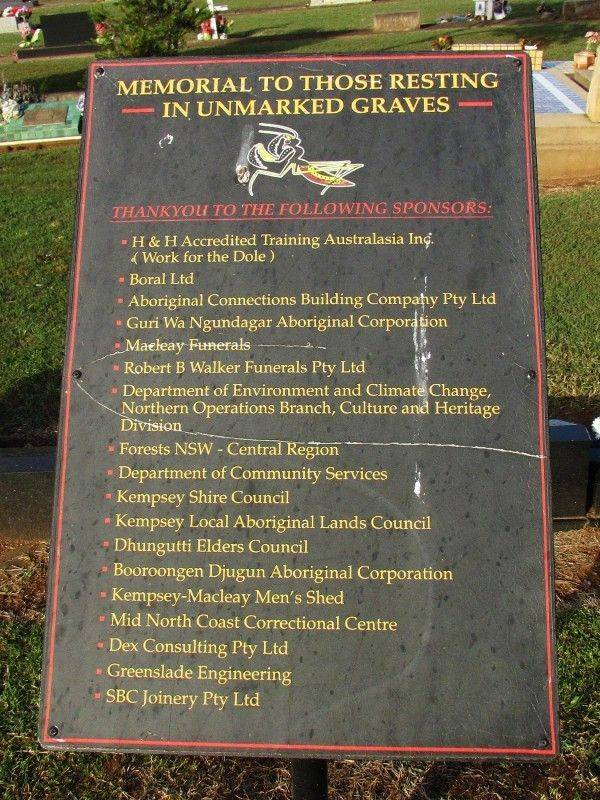 MEMORIAL TO THOSE RESTING
IN UNMARKED GRAVES
THANKYOU TO THE FOLLOWING SPONSORS:
▪ H & H Accredited Training Australasia Inc.
( Work for the Dole )
▪ Boral Ltd
▪ Aboriginal Connections Building Company Pty Ltd
▪ Guri Wa Ngundagar Aboriginal Corporation
▪ Macleay Funerals
▪ Robert B Walker Funerals Pty Ltd
▪ Department of Environment and Climate Change,
Northern Operations Branch, Culture and Heritage
Division
▪ Forests NSW - Central Region
▪ Department of Community Services
▪ Kempsey Shire Council
▪ Kempsey Local Aboriginal Lands Council
▪ Dhungutti Elders Council
▪ Booroongen Djugun Aboriginal Corporation
▪ Kempsey-Macleay Men's Shed
▪ Mid North Coast Correctional Centre
▪ Dex Consulting Pty Ltd
▪ Greenslade Engineering
▪ SBC Joinery Pty Ltd